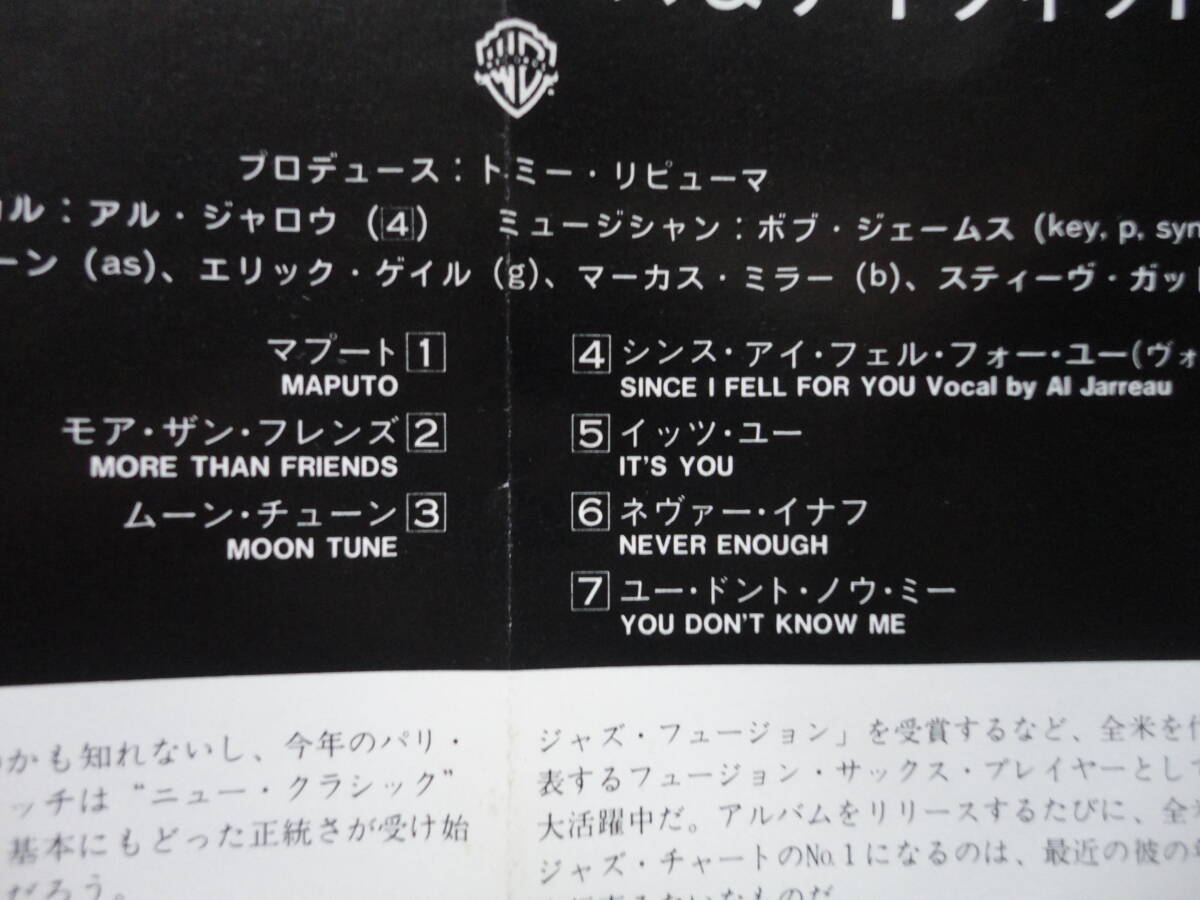 プロデュース：トミー・リピューマ
カル：アル・ジャロウ（4）　ミュージシャン：ボブ・ジェームス (key, p, syn
ーン (as)、エリック・ゲイル (g)、マーカス・ミラー (b)、スティーヴ・ガッ
マプート 1
MAPUTO
モア・ザン・フレンズ 2
MORE THAN FRIENDS
ムーン・チューン 3
MOON TUNE
4 シンス・アイ・フェル・フォー・ユー(ヴォ
SINCE I FELL FOR YOU Vocal by Al Jarreau
5 イッツ・ユー
IT'S YOU
6 ネヴァー・イナフ
NEVER ENOUGH
7 ユー・ドント・ノウ・ミー
YOU DON'T KNOW ME
かも知れないし、今年のパリ・
ッチは“ニュー・クラシック”
基本にもどった正統さが受け始
だろう。
ジャズ・フュージョン」を受賞するなど、全米を代
表するフュージョン・サックス・プレイヤーとして
大活躍中だ。アルバムをリリースするたびに、全
ジャズ・チャートのNo.1になるのは、最近の彼の